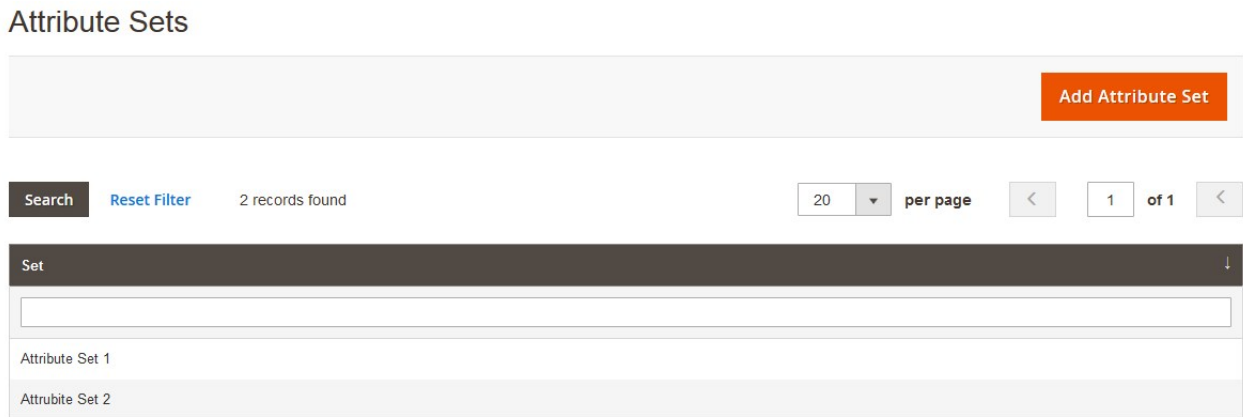 Attribute Sets
Add Attribute Set
Search Reset Filter 2 records found 20 per page 1 of 1
Set
Attribute Set 1
Attrubite Set 2